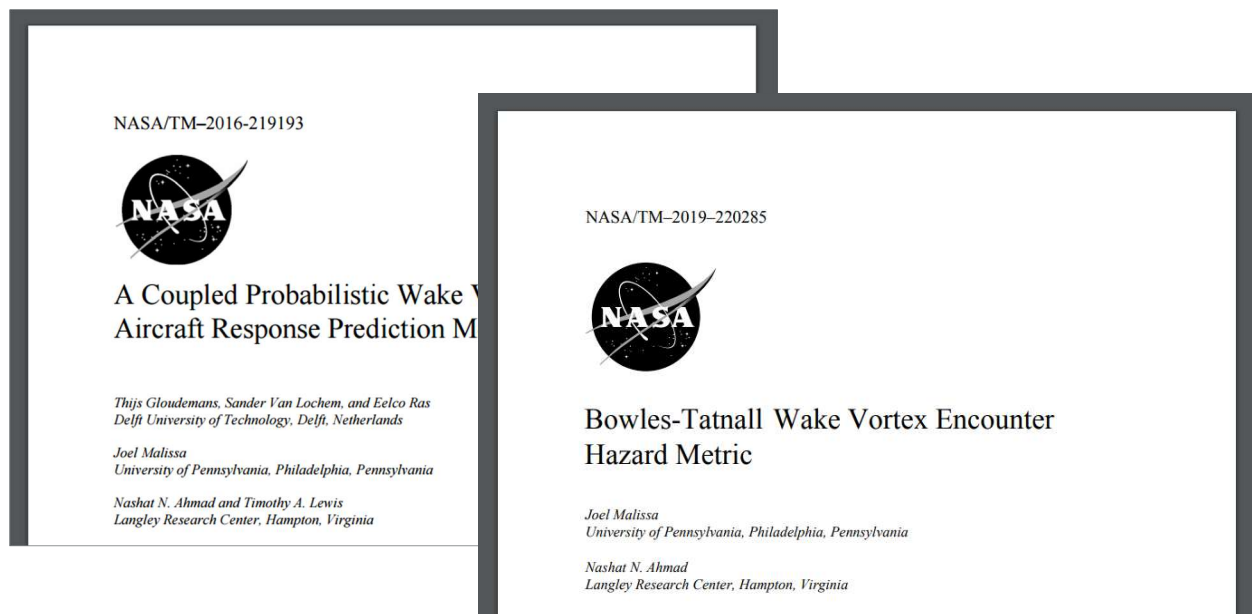 NASA/TM–2016-219193
NASA
A Coupled Probabilistic Wake
Aircraft Response Prediction
Thijs Gloudemans, Sander Van Lochem, and Eelco Ras
Delft University of Technology, Delft, Netherlands
Joel Malissa
University of Pennsylvania, Philadelphia, Pennsylvania
Nashat N. Ahmad and Timothy A. Lewis
Langley Research Center, Hampton, Virginia
NASA/TM–2019–220285
NASA
Bowles-Tatnall Wake Vortex Encounter
Hazard Metric
Joel Malissa
University of Pennsylvania, Philadelphia, Pennsylvania
Nashat N. Ahmad
Langley Research Center, Hampton, Virginia